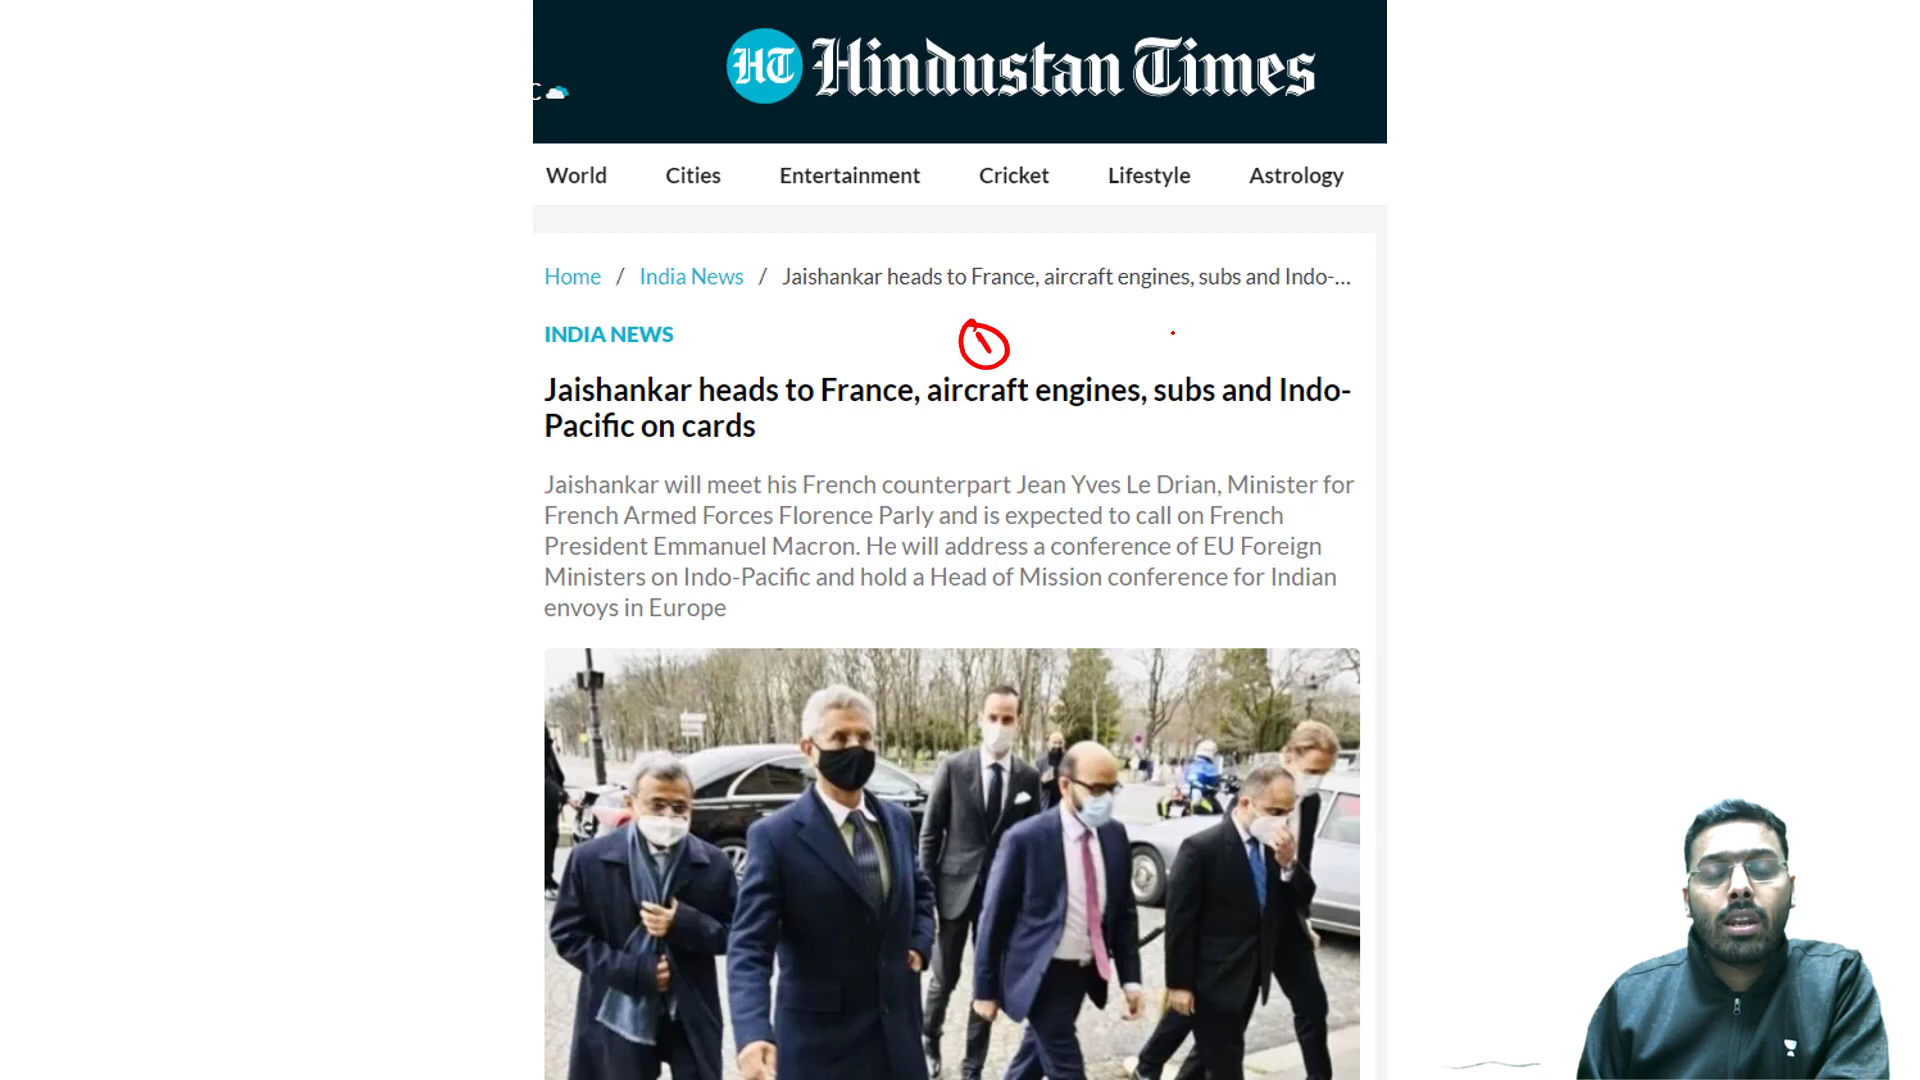 HT Hindustan Times
C
World Cities Entertainment Cricket Lifestyle Astrology
Home / India News / Jaishankar heads to France, aircraft engines, subs and Indo-...
INDIA NEWS
Jaishankar heads to France, aircraft engines, subs and Indo-
Pacific on cards
Jaishankar will meet his French counterpart Jean Yves Le Drian, Minister for
French Armed Forces Florence Parly and is expected to call on French
President Emmanuel Macron. He will address a conference of EU Foreign
Ministers on Indo-Pacific and hold a Head of Mission conference for Indian
envoys in Europe